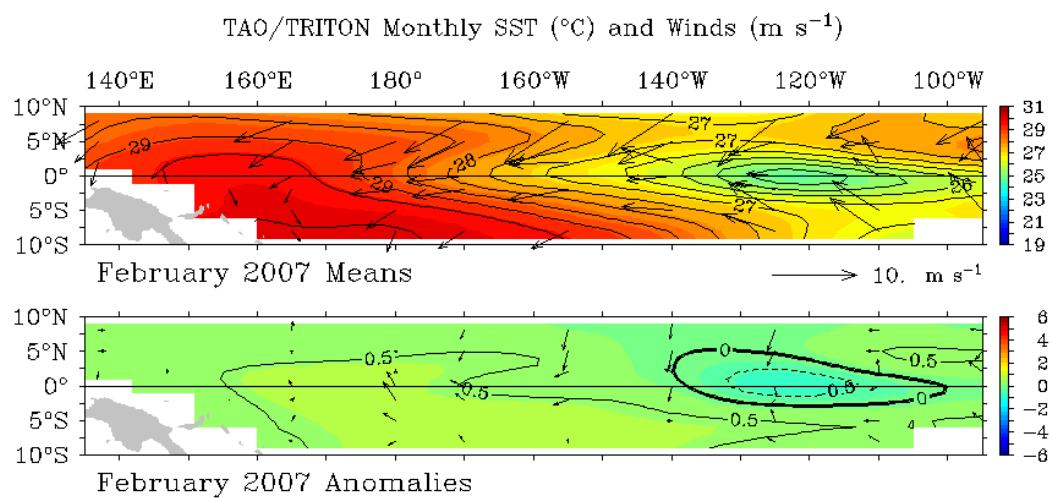 TAO/TRITON Monthly SST (°C) and Winds (m s⁻¹)
140°E 160°E 180° 160°W 140°W 120°W 100°W
10°N
5°N
0°
5°S
10°S
29
28
29
27
27
27
26
31
29
27
25
23
21
19
February 2007 Means
10. m s⁻¹
10°N
5°N
0°
5°S
10°S
0.5
0.5
0
0.5
0
0.5
0.5
6
4
2
0
−2
−4
−6
February 2007 Anomalies